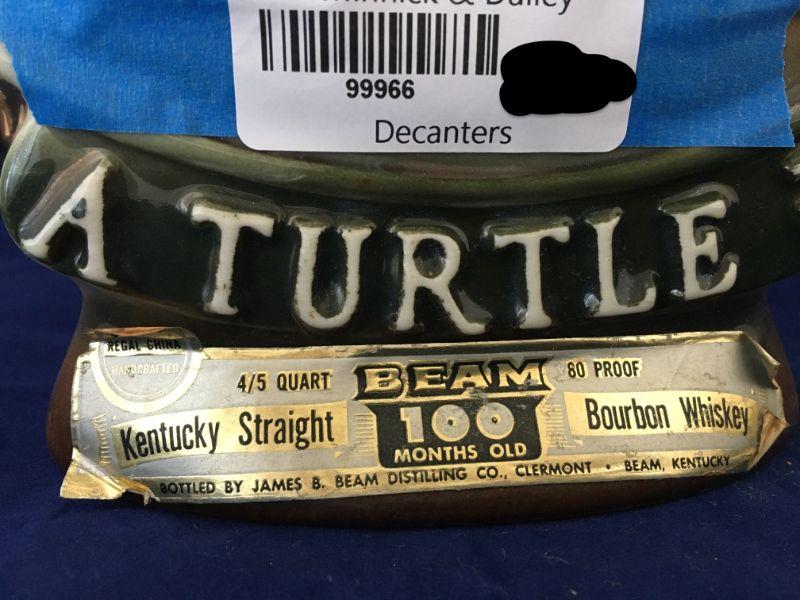 & Dailey
99966
Decanters
A TURTLE
REGAL CHINA
HANDCRAFTED
4/5 QUART
BEAM
80 PROOF
Kentucky Straight
100
MONTHS OLD
Bourbon Whiskey
BOTTLED BY JAMES B. BEAM DISTILLING CO., CLERMONT • BEAM, KENTUCKY